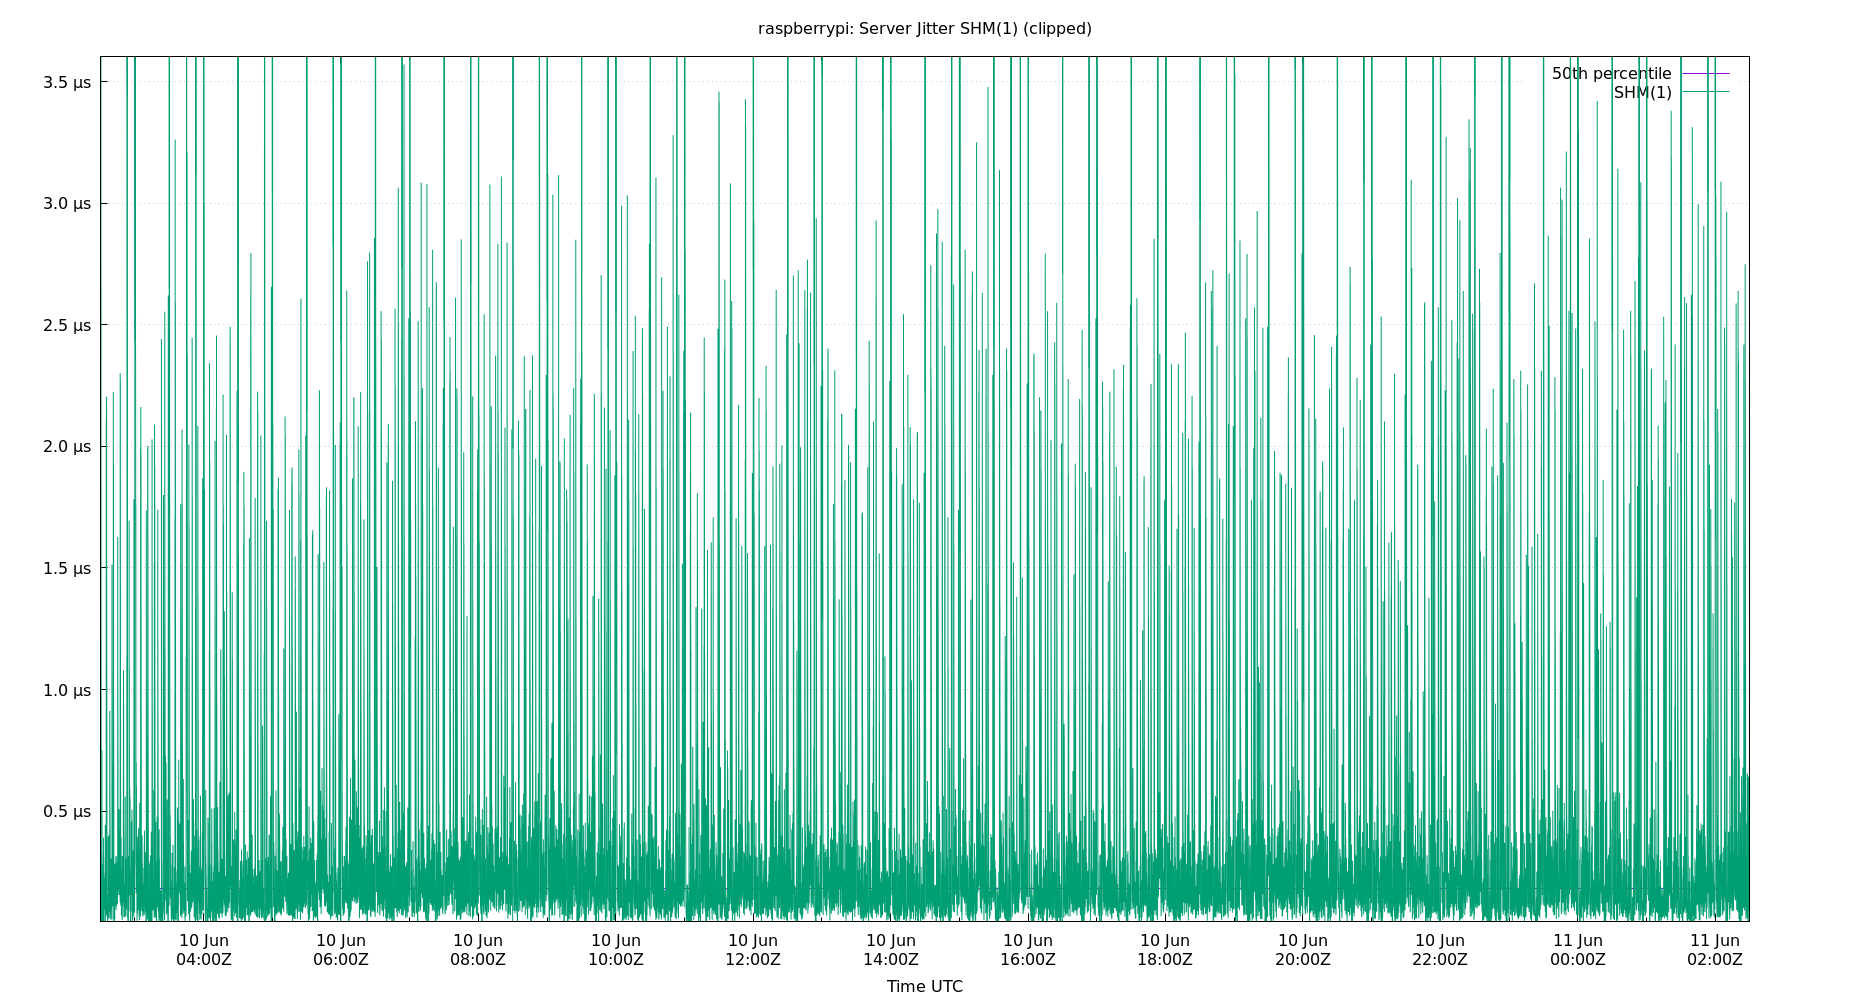 raspberrypi: Server Jitter SHM(1) (clipped)
50th percentile
SHM(1)
3.5 µs
3.0 µs
2.5 µs
2.0 µs
1.5 µs
1.0 µs
0.5 µs
10 Jun 10 Jun 10 Jun 10 Jun 10 Jun 10 Jun 10 Jun 10 Jun 10 Jun 10 Jun 11 Jun 11 Jun
04:00Z 06:00Z 08:00Z 10:00Z 12:00Z 14:00Z 16:00Z 18:00Z 20:00Z 22:00Z 00:00Z 02:00Z
Time UTC